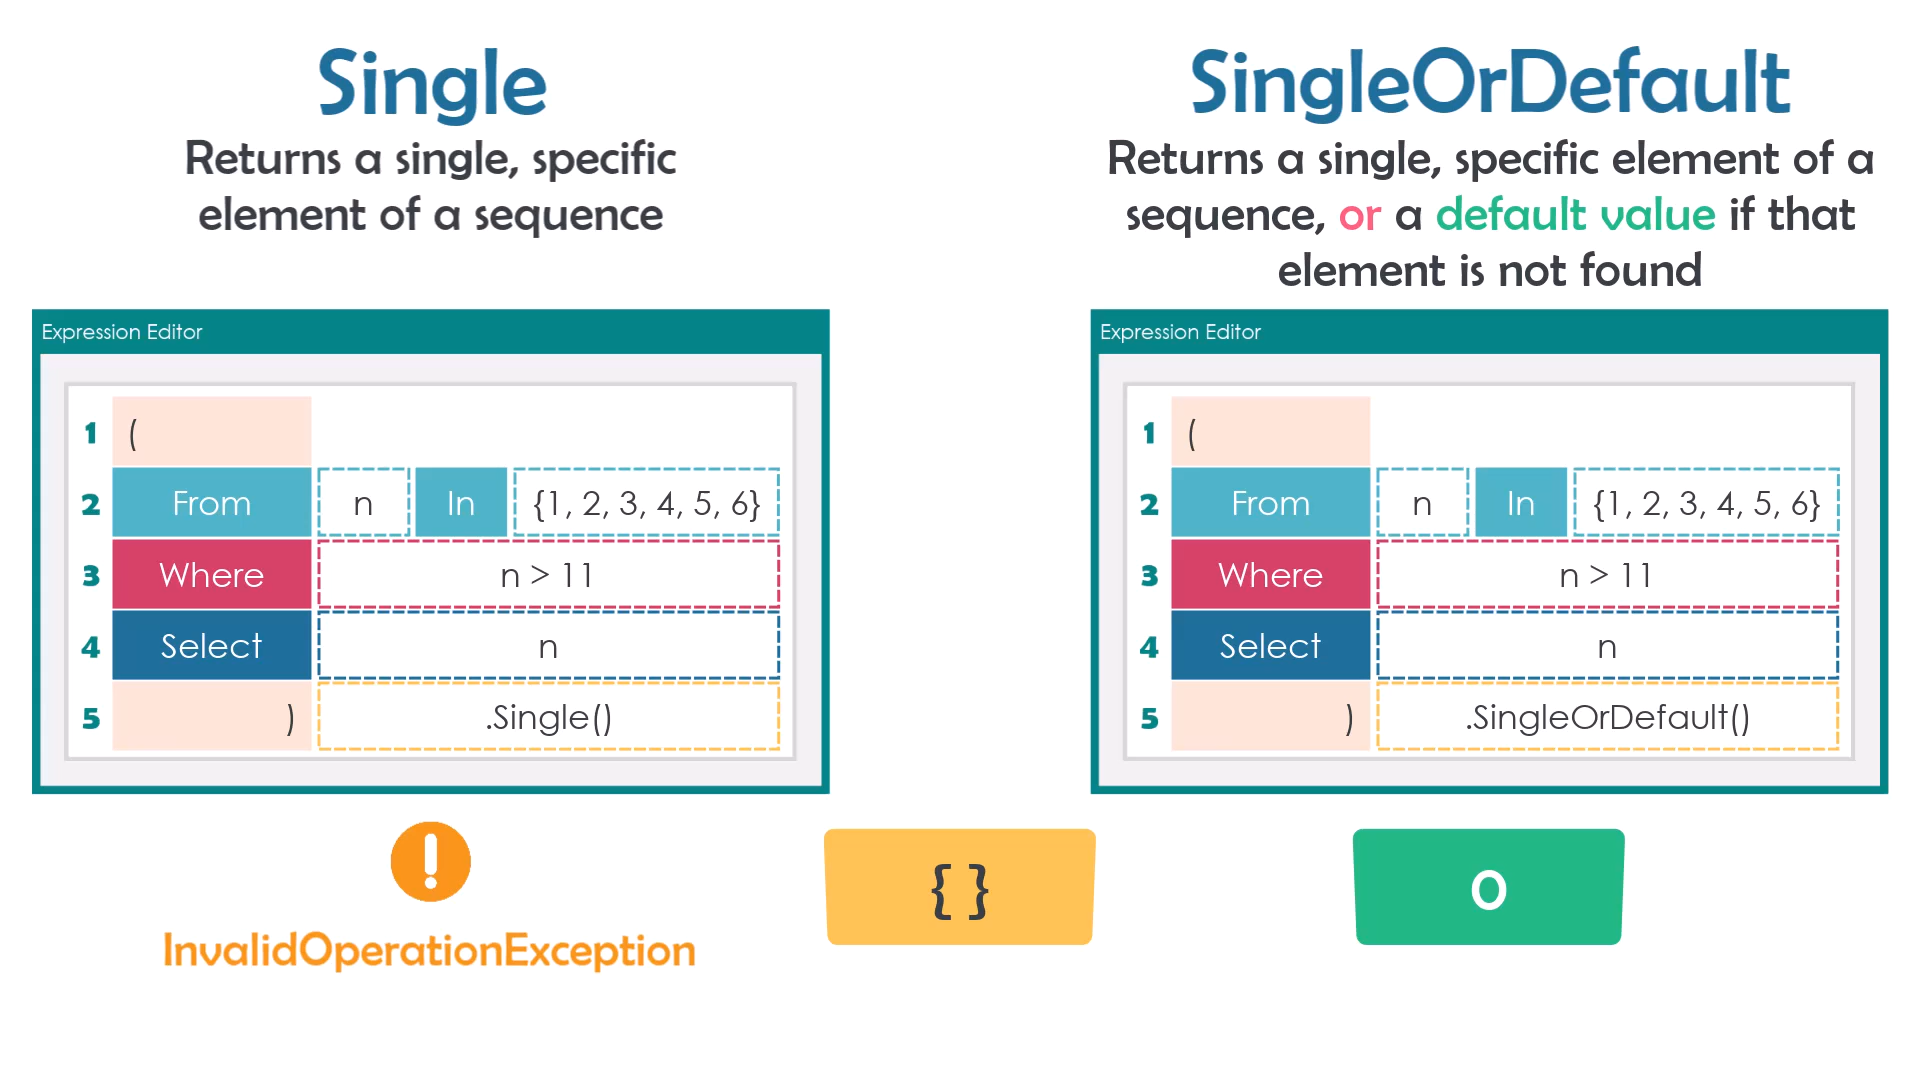 Single
Returns a single, specific
element of a sequence
Expression Editor
1 (
2 From n In {1, 2, 3, 4, 5, 6}
3 Where n > 11
4 Select n
5 ) .Single()
InvalidOperationException
{ }
SingleOrDefault
Returns a single, specific element of a
sequence, or a default value if that
element is not found
Expression Editor
1 (
2 From n In {1, 2, 3, 4, 5, 6}
3 Where n > 11
4 Select n
5 ) .SingleOrDefault()
0